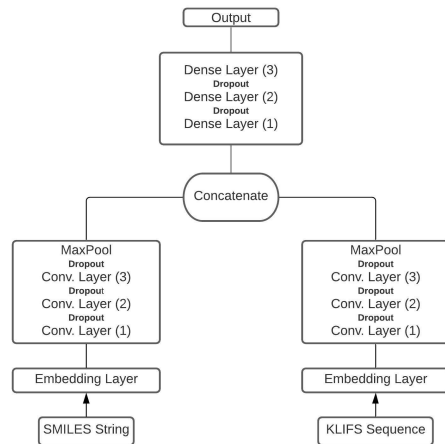 Output
Dense Layer (3)
Dropout
Dense Layer (2)
Dropout
Dense Layer (1)
Concatenate
MaxPool
Dropout
Conv. Layer (3)
Dropout
Conv. Layer (2)
Dropout
Conv. Layer (1)
Embedding Layer
SMILES String
MaxPool
Dropout
Conv. Layer (3)
Dropout
Conv. Layer (2)
Dropout
Conv. Layer (1)
Embedding Layer
KLIFS Sequence